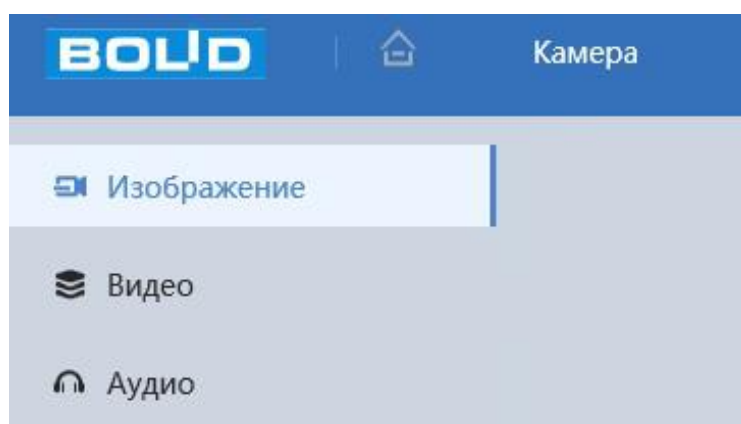 BOLID
Камера
Изображение
Видео
Аудио